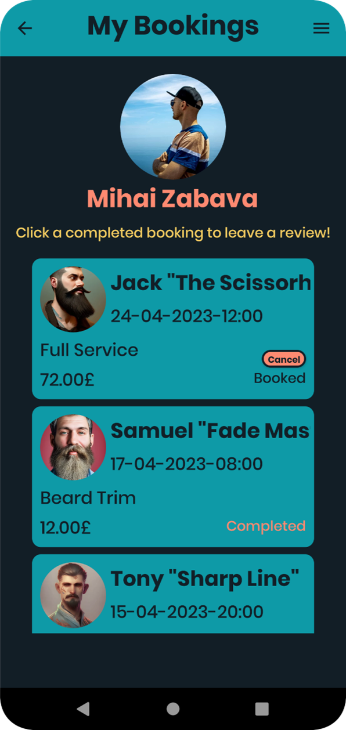 My Bookings
Mihai Zabava
Click a completed booking to leave a review!
Jack "The Scissorh
24-04-2023-12:00
Full Service
Cancel
72.00£
Booked
Samuel "Fade Mas
17-04-2023-08:00
Beard Trim
12.00£
Completed
Tony "Sharp Line"
15-04-2023-20:00